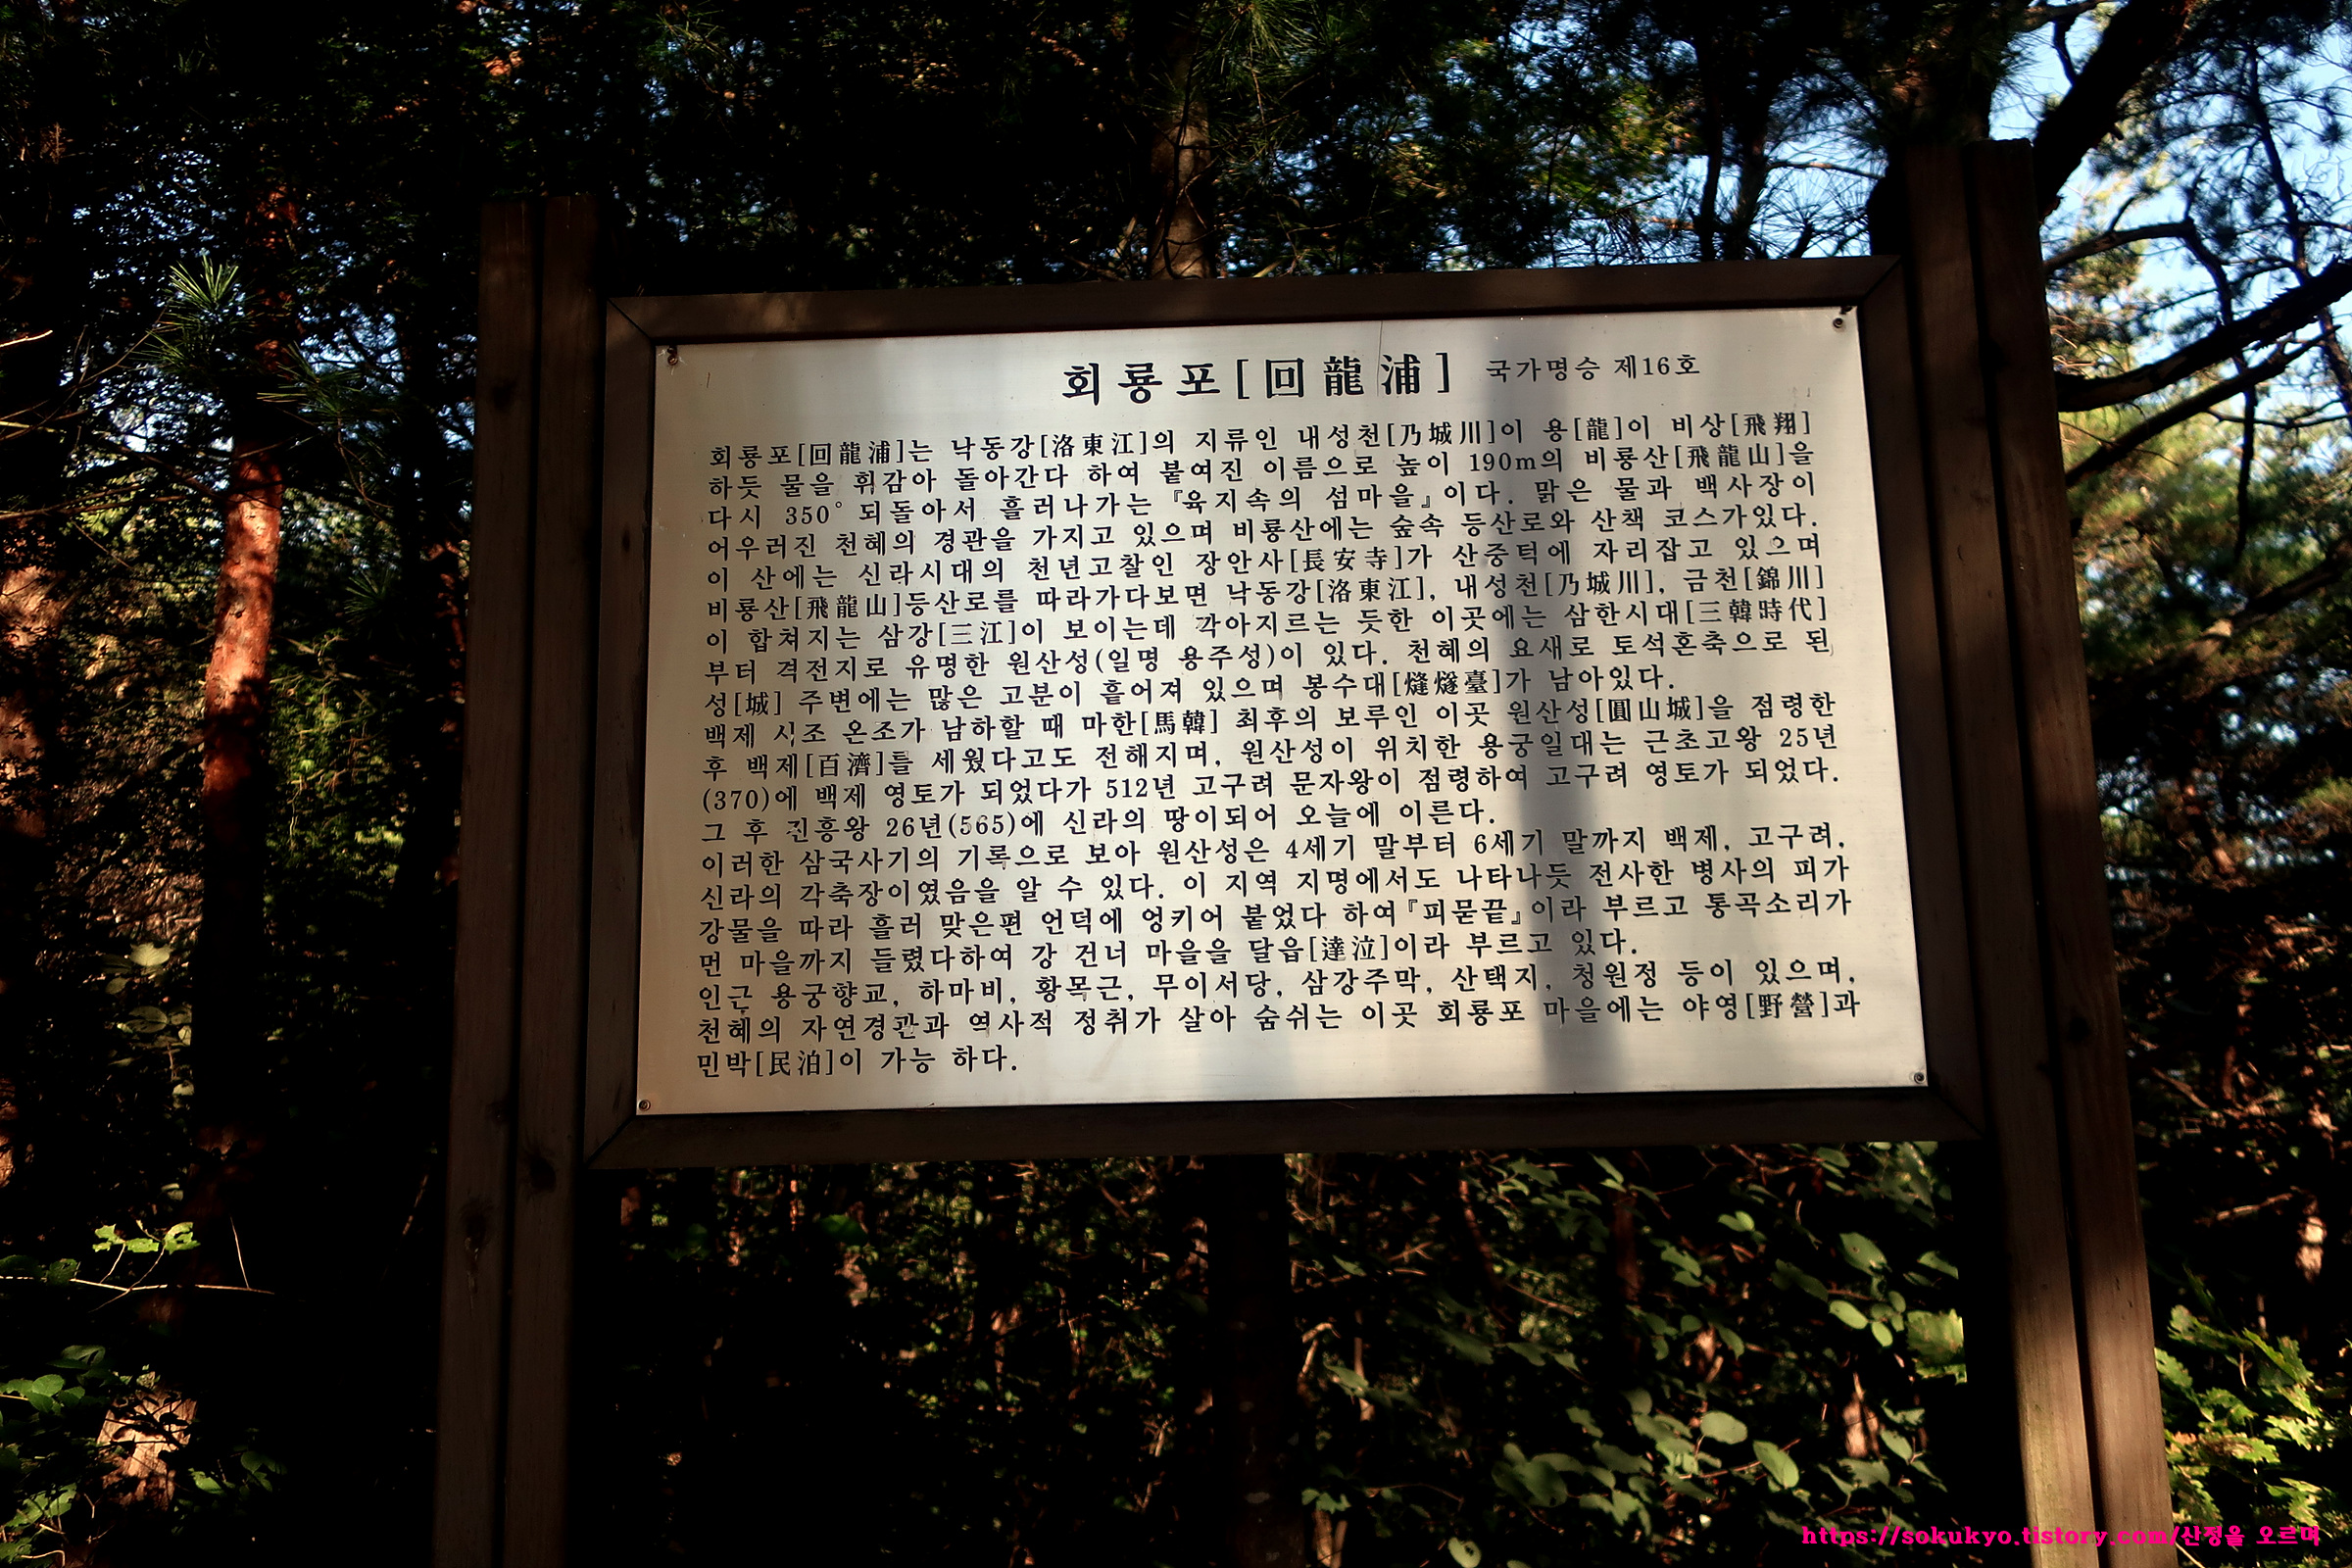 회룡포[回龍浦] 국가명승 제16호
회룡포[回龍浦]는 낙동강[洛東江]의 지류인 내성천[乃城川]이 용[龍]이 비상[飛翔]
하듯 물을 휘감아 돌아간다 하여 붙여진 이름으로 높이 190m의 비룡산[飛龍山]을
다시 350° 되돌아서 흘러나가는 『육지속의 섬마을』이다. 맑은 물과 백사장이
어우러진 천혜의 경관을 가지고 있으며 비룡산에는 숲속 등산로와 산책 코스가있다.
이 산에는 신라시대의 천년고찰인 장안사[長安寺]가 산중턱에 자리잡고 있으며
비룡산[飛龍山]등산로를 따라가다보면 낙동강[洛東江], 내성천[乃城川], 금천[錦川]
이 합쳐지는 삼강[三江]이 보이는데 깍아지르는 듯한 이곳에는 삼한시대[三韓時代]
부터 격전지로 유명한 원산성(일명 용주성)이 있다. 천혜의 요새로 토석혼축으로 된
성[城] 주변에는 많은 고분이 흩어져 있으며 봉수대[熢燧臺]가 남아있다.
백제 시조 온조가 남하할 때 마한[馬韓] 최후의 보루인 이곳 원산성[圓山城]을 점령한
후 백제[百濟]를 세웠다고도 전해지며, 원산성이 위치한 용궁일대는 근초고왕 25년
(370)에 백제 영토가 되었다가 512년 고구려 문자왕이 점령하여 고구려 영토가 되었다.
그 후 진흥왕 26년(565)에 신라의 땅이되어 오늘에 이른다.
이러한 삼국사기의 기록으로 보아 원산성은 4세기 말부터 6세기 말까지 백제, 고구려,
신라의 각축장이였음을 알 수 있다. 이 지역 지명에서도 나타나듯 전사한 병사의 피가
강물을 따라 흘러 맞은편 언덕에 엉키어 붙었다 하여『피묻끝』이라 부르고 통곡소리가
먼 마을까지 들렸다하여 강 건너 마을을 달읍[達泣]이라 부르고 있다.
인근 용궁향교, 하마비, 황목근, 무이서당, 삼강주막, 산택지, 청원정 등이 있으며,
천혜의 자연경관과 역사적 정취가 살아 숨쉬는 이곳 회룡포 마을에는 야영[野營]과
민박[民泊]이 가능 하다.
https://sokukyo.tistory.com/산정을 오르며